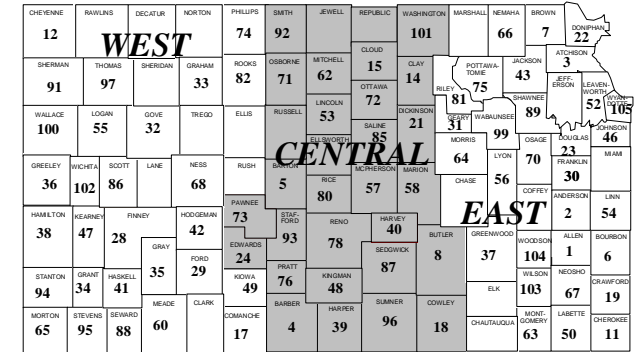 CHEYENNE RAWLINS DECATUR NORTON PHILLIPS SMITH JEWELL REPUBLIC WASHINGTON MARSHALL NEMAHA BROWN DONIPHAN
12 74 92 101 66 7 22
WEST
CLOUD ATCHISON
SHERMAN THOMAS SHERIDAN GRAHAM ROOKS OSBORNE MITCHELL CLAY RILEY POTTAWA-
TOMIE JACKSON JEFF-
ERSON LEAVEN-
WORTH WYAN-
DOTTE
91 97 33 82 71 62 15 14 81 75 43 3 52 105
OTTAWA
72
WALLACE LOGAN GOVE TREGO ELLIS RUSSELL LINCOLN SALINE DICKINSON GEARY WABAUNSEE SHAWNEE DOUGLAS JOHNSON
100 55 32 53 85 21 31 99 89 23 46
ELLSWORTH MORRIS OSAGE FRANKLIN MIAMI
64 70 30
CENTRAL
GREELEY WICHITA SCOTT LANE NESS RUSH BARTON RICE MCPHERSON MARION CHASE LYON COFFEY ANDERSON LINN
36 102 86 68 5 80 57 58 56 2 54
PAWNEE
73
EAST
HAMILTON KEARNEY FINNEY HODGEMAN STAF-
FORD RENO HARVEY BUTLER GREENWOOD WOODSON ALLEN BOURBON
38 47 28 42 93 78 40 8 37 104 1 6
GRAY FORD EDWARDS SEDGWICK
35 29 24 87
STANTON GRANT HASKELL KIOWA PRATT KINGMAN ELK WILSON NEOSHO CRAWFORD
94 34 41 49 76 48 103 67 19
MORTON STEVENS SEWARD MEADE CLARK COMANCHE BARBER HARPER SUMNER COWLEY CHAUTAUQUA MONT-
GOMERY LABETTE CHEROKEE
65 95 88 60 17 4 39 96 18 63 50 11